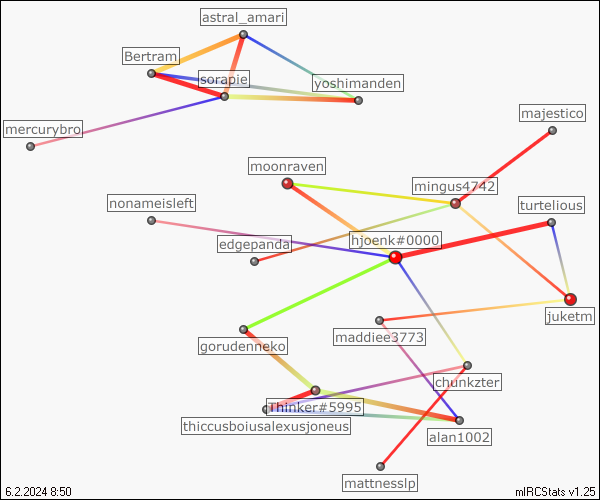 astral_amari
Bertram
sorapie
yoshimanden
majestico
mercurybro
moonraven
mingus4742
nonameisleft
turtelious
hjoenk#0000
edgepanda
juketm
maddiee3773
gorudenneko
chunkzter
Thinker#5995
thiccusboiusalexusjoneus
alan1002
mattnesslp
6.2.2024 8:50
mIRCStats v1.25